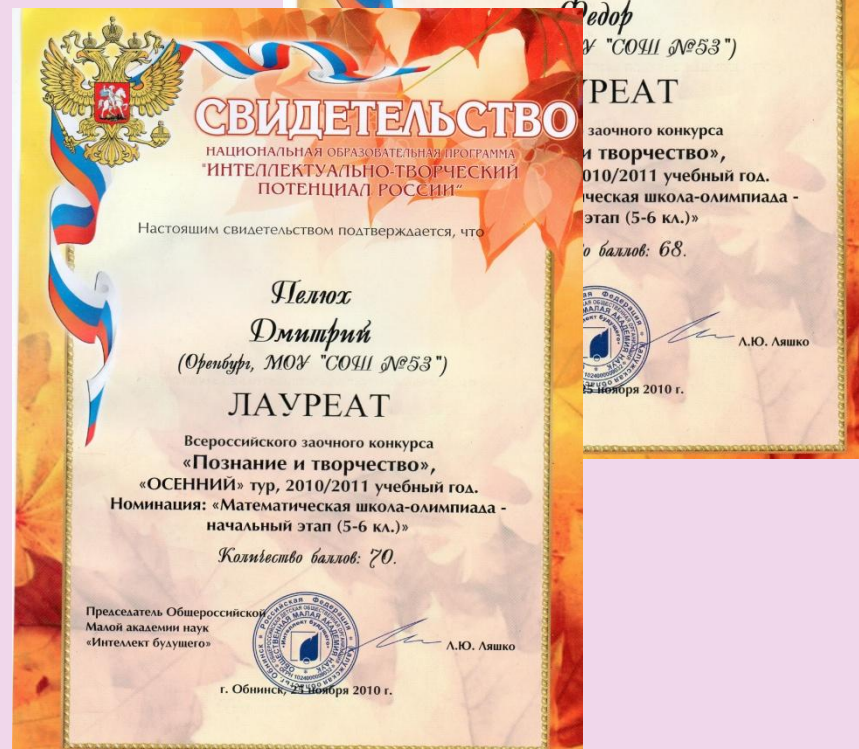 СВИДЕТЕЛЬСТВО
НАЦИОНАЛЬНАЯ ОБРАЗОВАТЕЛЬНАЯ ПРОГРАММА
"ИНТЕЛЛЕКТУАЛЬНО-ТВОРЧЕСКИЙ
ПОТЕНЦИАЛ РОССИИ"
Настоящим свидетельством подтверждается, что
Пелюх
Дмитрий
(Оренбург, МОУ "СОШ №53")
ЛАУРЕАТ
Всероссийского заочного конкурса
«Познание и творчество»,
«ОСЕННИЙ» тур, 2010/2011 учебный год.
Номинация: «Математическая школа-олимпиада -
начальный этап (5-6 кл.)»
Количество баллов: 70.
Председатель Общероссийской
Малой академии наук
«Интеллект будущего»
А.Ю. Ляшко
г. Обнинск, 25 ноября 2010 г.
Федор
"СОШ №53")
РЕАТ
заочного конкурса
и творчество»,
010/2011 учебный год.
ическая школа-олимпиада -
этап (5-6 кл.)»
баллов: 68.
А.Ю. Ляшко
25 ноября 2010 г.